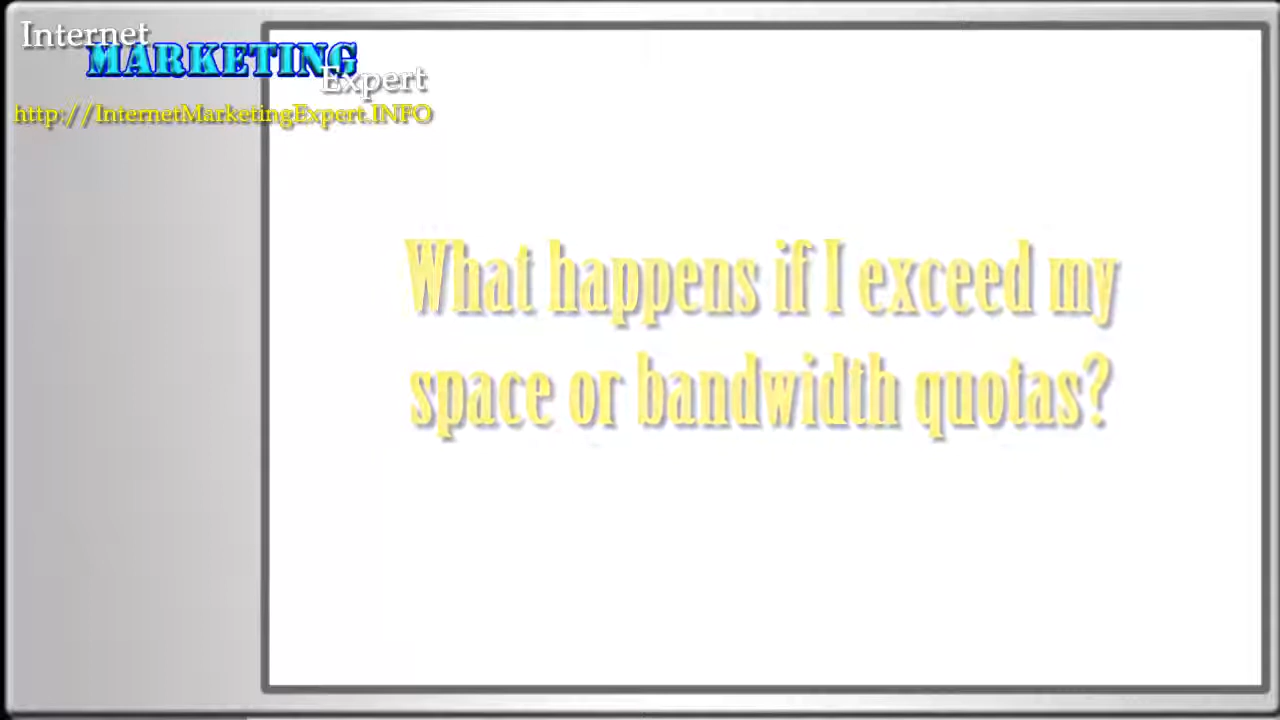 Internet
MARKETING
Expert
http://InternetMarketingExpert.INFO
What happens if I exceed my
space or bandwidth quotas?